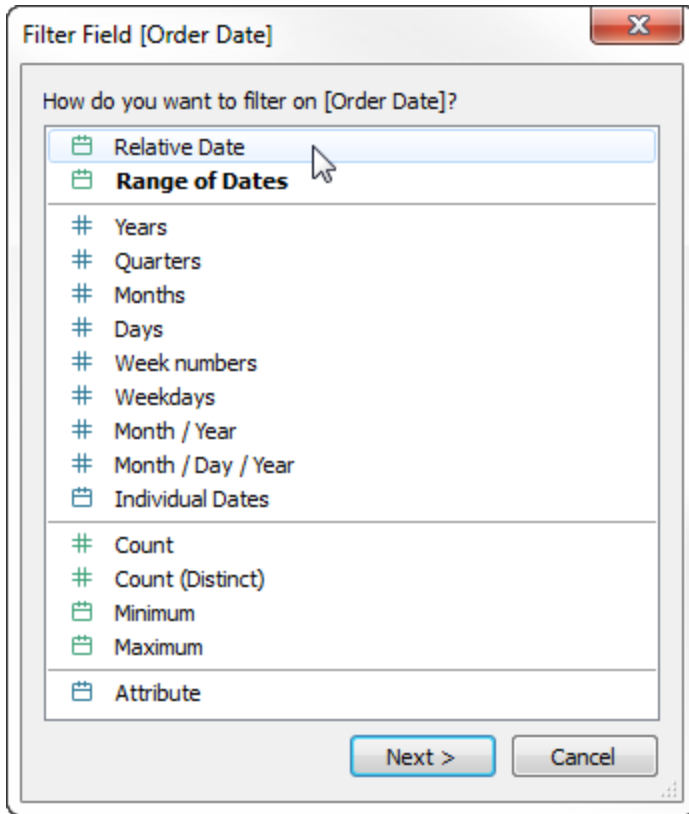 Filter Field [Order Date]
How do you want to filter on [Order Date]?
Relative Date
Range of Dates
Years
Quarters
Months
Days
Week numbers
Weekdays
Month / Year
Month / Day / Year
Individual Dates
Count
Count (Distinct)
Minimum
Maximum
Attribute
Next >
Cancel